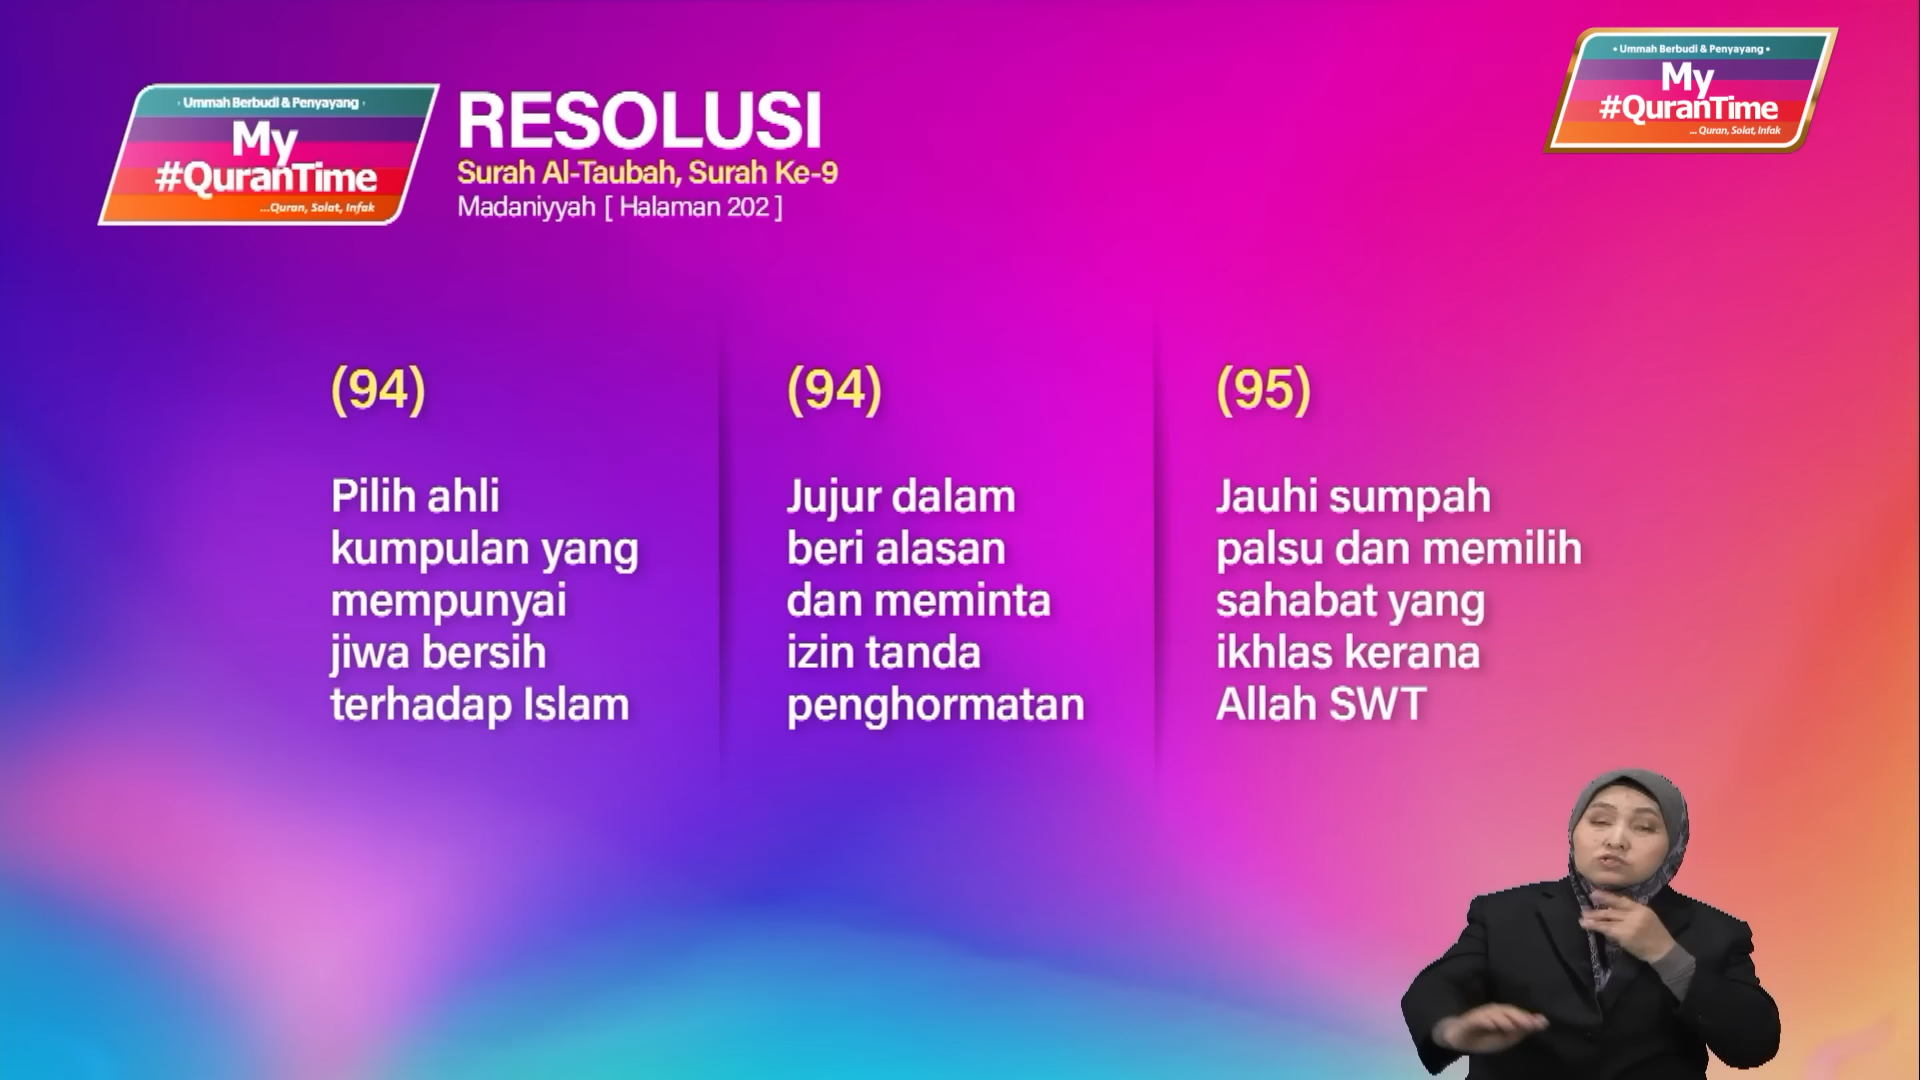 · Ummah Berbudi & Penyayang ·
My
#QuranTime
...Quran, Solat, Infak
RESOLUSI
Surah Al-Taubah, Surah Ke-9
Madaniyyah [ Halaman 202 ]
• Ummah Berbudi & Penyayang •
My
#QuranTime
... Quran, Solat, Infak
(94)
Pilih ahli
kumpulan yang
mempunyai
jiwa bersih
terhadap Islam
(94)
Jujur dalam
beri alasan
dan meminta
izin tanda
penghormatan
(95)
Jauhi sumpah
palsu dan memilih
sahabat yang
ikhlas kerana
Allah SWT